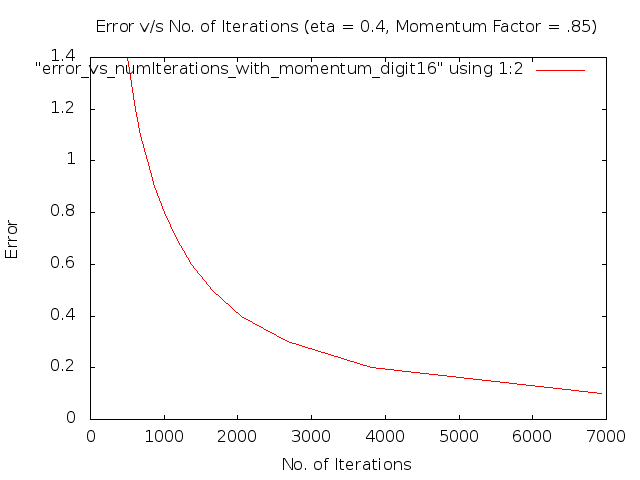 Error v/s No. of Iterations (eta = 0.4, Momentum Factor = .85)
1.4
"error_vs_numIterations_with_momentum_digit16" using 1:2
1.2
1
0.8
Error
0.6
0.4
0.2
0
0 1000 2000 3000 4000 5000 6000 7000
No. of Iterations